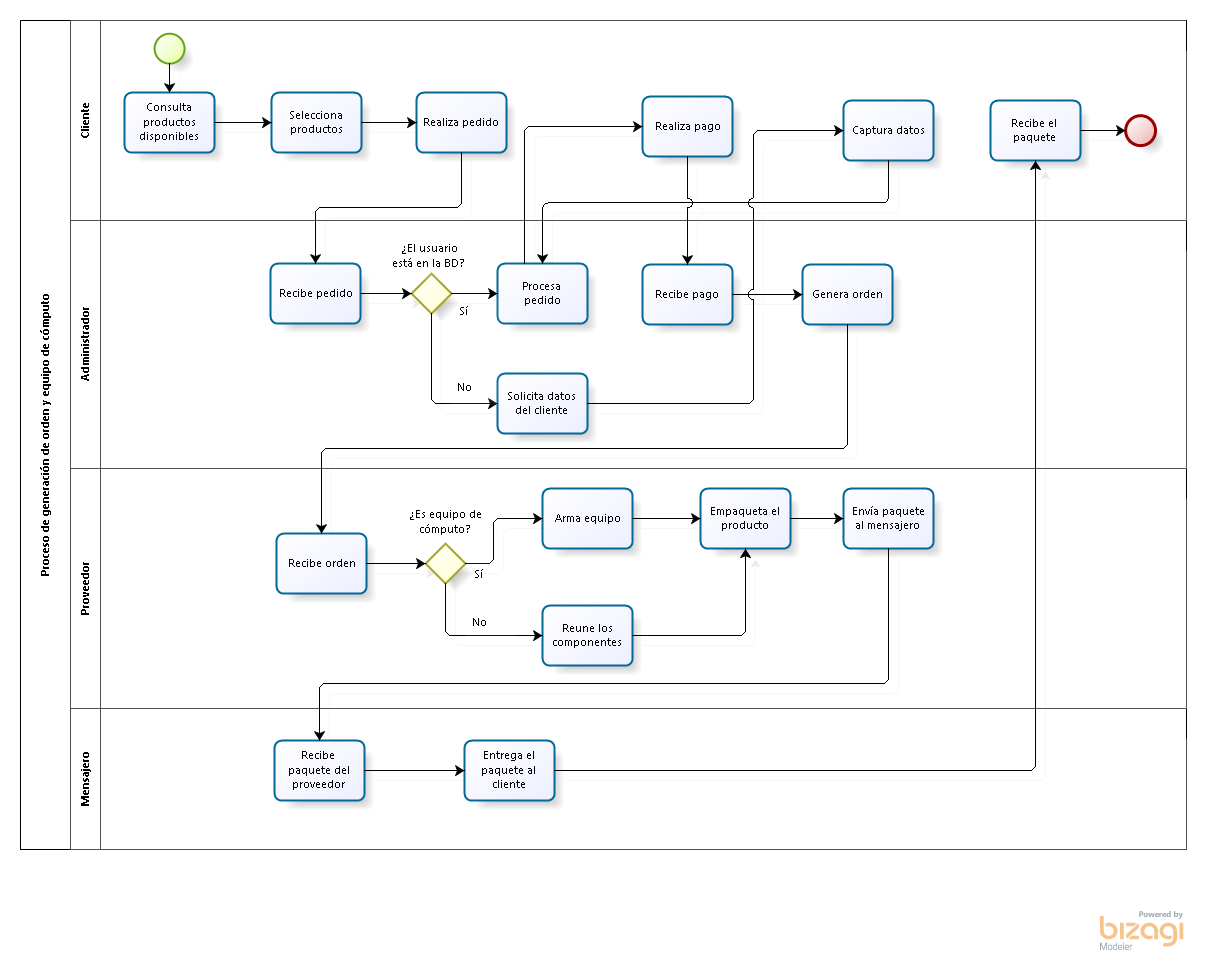 Proceso de generación de orden y equipo de cómputo
Cliente
Consulta
productos
disponibles
Selecciona
productos
Realiza pedido
Realiza pago
Captura datos
Recibe el
paquete
Administrador
Recibe pedido
¿El usuario
está en la BD?
Sí
No
Procesa
pedido
Solicita datos
del cliente
Recibe pago
Genera orden
Proveedor
Recibe orden
¿Es equipo de
cómputo?
Sí
No
Arma equipo
Reune los
componentes
Empaqueta el
producto
Envía paquete
al mensajero
Mensajero
Recibe
paquete del
proveedor
Entrega el
paquete al
cliente
Powered by
bizagi
Modeler